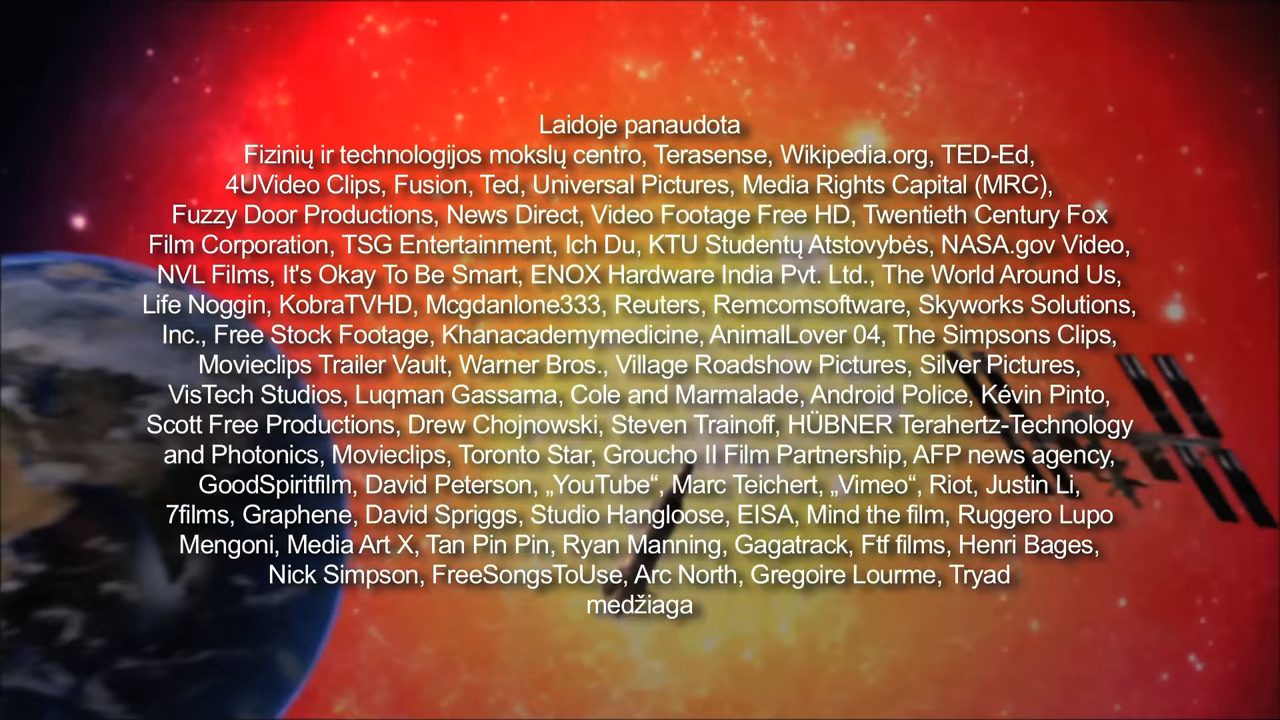 Laidoje panaudota
Fizinių ir technologijos mokslų centro, Terasense, Wikipedia.org, TED-Ed,
4UVideo Clips, Fusion, Ted, Universal Pictures, Media Rights Capital (MRC),
Fuzzy Door Productions, News Direct, Video Footage Free HD, Twentieth Century Fox
Film Corporation, TSG Entertainment, Ich Du, KTU Studentų Atstovybės, NASA.gov Video,
NVL Films, It's Okay To Be Smart, ENOX Hardware India Pvt. Ltd., The World Around Us,
Life Noggin, KobraTVHD, Mcgdanlone333, Reuters, Remcomsoftware, Skyworks Solutions,
Inc., Free Stock Footage, Khanacademymedicine, AnimalLover 04, The Simpsons Clips,
Movieclips Trailer Vault, Warner Bros., Village Roadshow Pictures, Silver Pictures,
VisTech Studios, Luqman Gassama, Cole and Marmalade, Android Police, Kévin Pinto,
Scott Free Productions, Drew Chojnowski, Steven Trainoff, HÜBNER Terahertz-Technology
and Photonics, Movieclips, Toronto Star, Groucho II Film Partnership, AFP news agency,
GoodSpiritfilm, David Peterson, „YouTube“, Marc Teichert, „Vimeo“, Riot, Justin Li,
7films, Graphene, David Spriggs, Studio Hangloose, EISA, Mind the film, Ruggero Lupo
Mengoni, Media Art X, Tan Pin Pin, Ryan Manning, Gagatrack, Ftf films, Henri Bages,
Nick Simpson, FreeSongsToUse, Arc North, Gregoire Lourme, Tryad
medžiaga